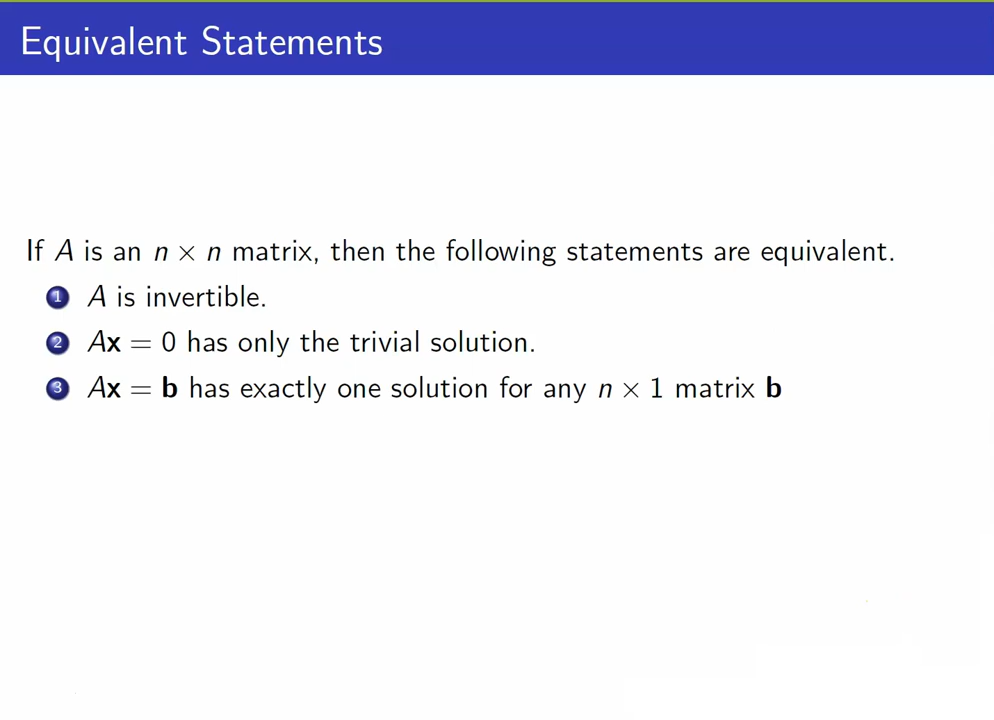 Equivalent Statements
If A is an n × n matrix, then the following statements are equivalent.
1 A is invertible.
2 Ax = 0 has only the trivial solution.
3 Ax = b has exactly one solution for any n × 1 matrix b